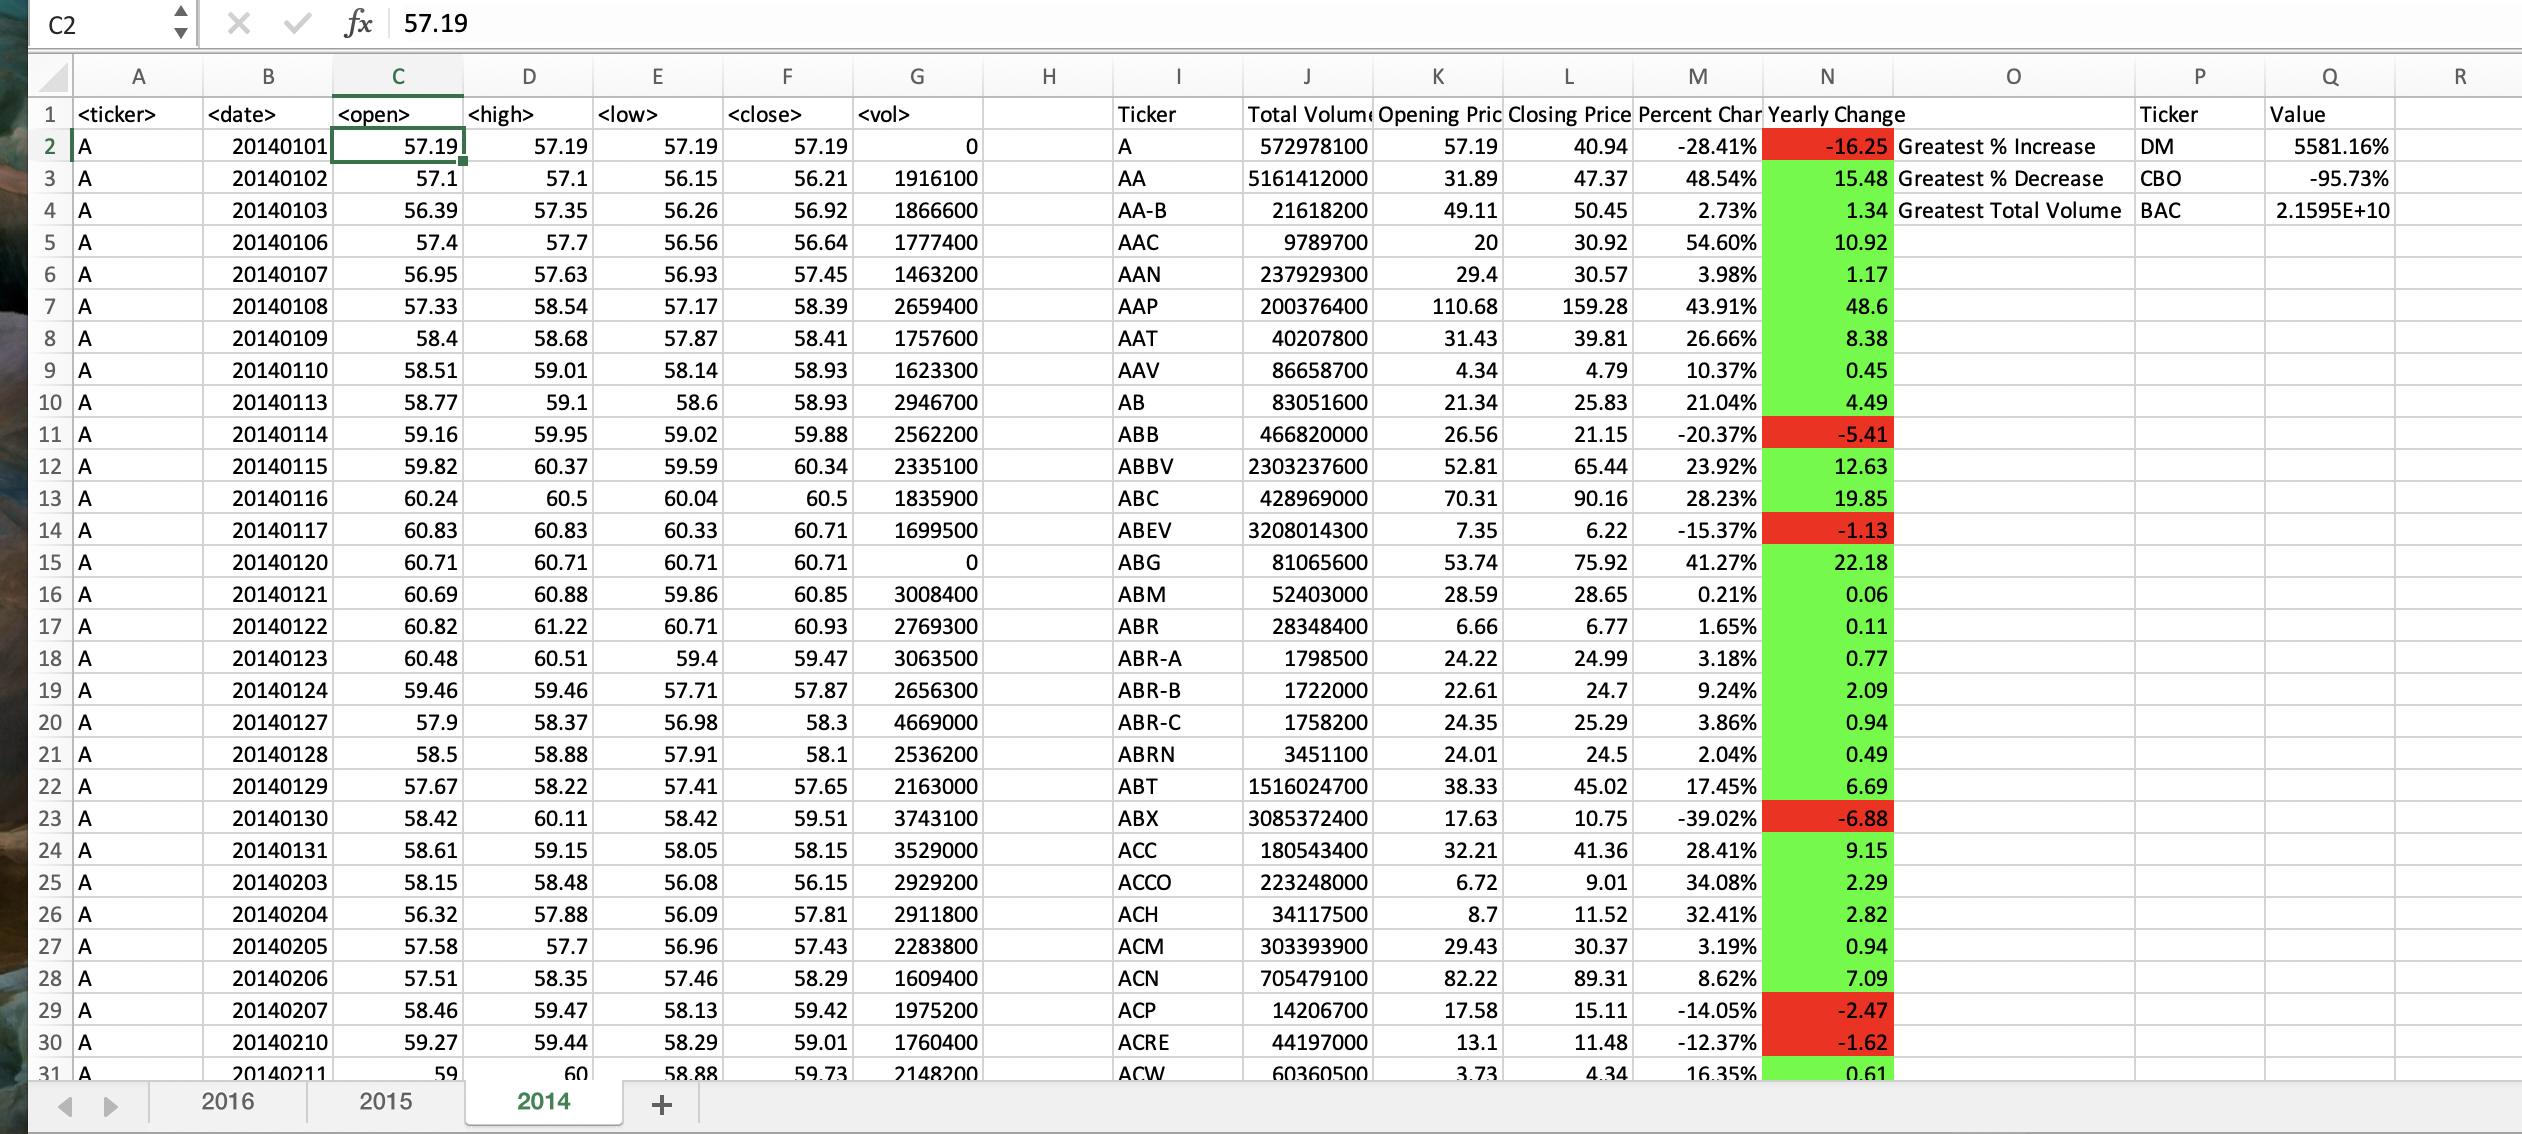 C2 fx 57.19
A B C D E F G H I J K L M N O P Q R
1 <ticker> <date> <open> <high> <low> <close> <vol> Ticker Total Volum Opening Pric Closing Price Percent Char Yearly Change Ticker Value
2 A 20140101 57.19 57.19 57.19 57.19 0 A 572978100 57.19 40.94 -28.41% -16.25 Greatest % Increase DM 5581.16%
3 A 20140102 57.1 57.1 56.15 56.21 1916100 AA 5161412000 31.89 47.37 48.54% 15.48 Greatest % Decrease CBO -95.73%
4 A 20140103 56.39 57.35 56.26 56.92 1866600 AA-B 21618200 49.11 50.45 2.73% 1.34 Greatest Total Volume BAC 2.1595E+10
5 A 20140106 57.4 57.7 56.56 56.64 1777400 AAC 9789700 20 30.92 54.60% 10.92
6 A 20140107 56.95 57.63 56.93 57.45 1463200 AAN 237929300 29.4 30.57 3.98% 1.17
7 A 20140108 57.33 58.54 57.17 58.39 2659400 AAP 200376400 110.68 159.28 43.91% 48.6
8 A 20140109 58.4 58.68 57.87 58.41 1757600 AAT 40207800 31.43 39.81 26.66% 8.38
9 A 20140110 58.51 59.01 58.14 58.93 1623300 AAV 86658700 4.34 4.79 10.37% 0.45
10 A 20140113 58.77 59.1 58.6 58.93 2946700 AB 83051600 21.34 25.83 21.04% 4.49
11 A 20140114 59.16 59.95 59.02 59.88 2562200 ABB 466820000 26.56 21.15 -20.37% -5.41
12 A 20140115 59.82 60.37 59.59 60.34 2335100 ABBV 2303237600 52.81 65.44 23.92% 12.63
13 A 20140116 60.24 60.5 60.04 60.5 1835900 ABC 428969000 70.31 90.16 28.23% 19.85
14 A 20140117 60.83 60.83 60.33 60.71 1699500 ABEV 3208014300 7.35 6.22 -15.37% -1.13
15 A 20140120 60.71 60.71 60.71 60.71 0 ABG 81065600 53.74 75.92 41.27% 22.18
16 A 20140121 60.69 60.88 59.86 60.85 3008400 ABM 52403000 28.59 28.65 0.21% 0.06
17 A 20140122 60.82 61.22 60.71 60.93 2769300 ABR 28348400 6.66 6.77 1.65% 0.11
18 A 20140123 60.48 60.51 59.4 59.47 3063500 ABR-A 1798500 24.22 24.99 3.18% 0.77
19 A 20140124 59.46 59.46 57.71 57.87 2656300 ABR-B 1722000 22.61 24.7 9.24% 2.09
20 A 20140127 57.9 58.37 56.98 58.3 4669000 ABR-C 1758200 24.35 25.29 3.86% 0.94
21 A 20140128 58.5 58.88 57.91 58.1 2536200 ABRN 3451100 24.01 24.5 2.04% 0.49
22 A 20140129 57.67 58.22 57.41 57.65 2163000 ABT 1516024700 38.33 45.02 17.45% 6.69
23 A 20140130 58.42 60.11 58.42 59.51 3743100 ABX 3085372400 17.63 10.75 -39.02% -6.88
24 A 20140131 58.61 59.15 58.05 58.15 3529000 ACC 180543400 32.21 41.36 28.41% 9.15
25 A 20140203 58.15 58.48 56.08 56.15 2929200 ACCO 223248000 6.72 9.01 34.08% 2.29
26 A 20140204 56.32 57.88 56.09 57.81 2911800 ACH 34117500 8.7 11.52 32.41% 2.82
27 A 20140205 57.58 57.7 56.96 57.43 2283800 ACM 303393900 29.43 30.37 3.19% 0.94
28 A 20140206 57.51 58.35 57.46 58.29 1609400 ACN 705479100 82.22 89.31 8.62% 7.09
29 A 20140207 58.46 59.47 58.13 59.42 1975200 ACP 14206700 17.58 15.11 -14.05% -2.47
30 A 20140210 59.27 59.44 58.29 59.01 1760400 ACRE 44197000 13.1 11.48 -12.37% -1.62
31 A 20140211 59 60 58.88 59.73 2148200 ACW 60360500 3.73 4.34 16.35% 0.61
2016 2015 2014 +